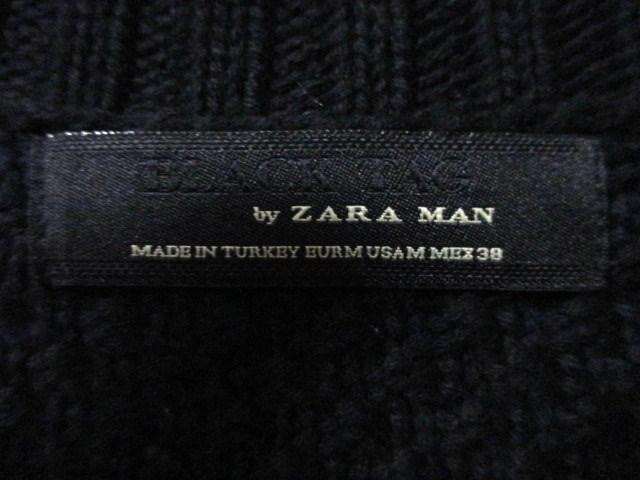 BLACK TAG
by ZARA MAN
MADE IN TURKEY EUR M USA M MEX 38